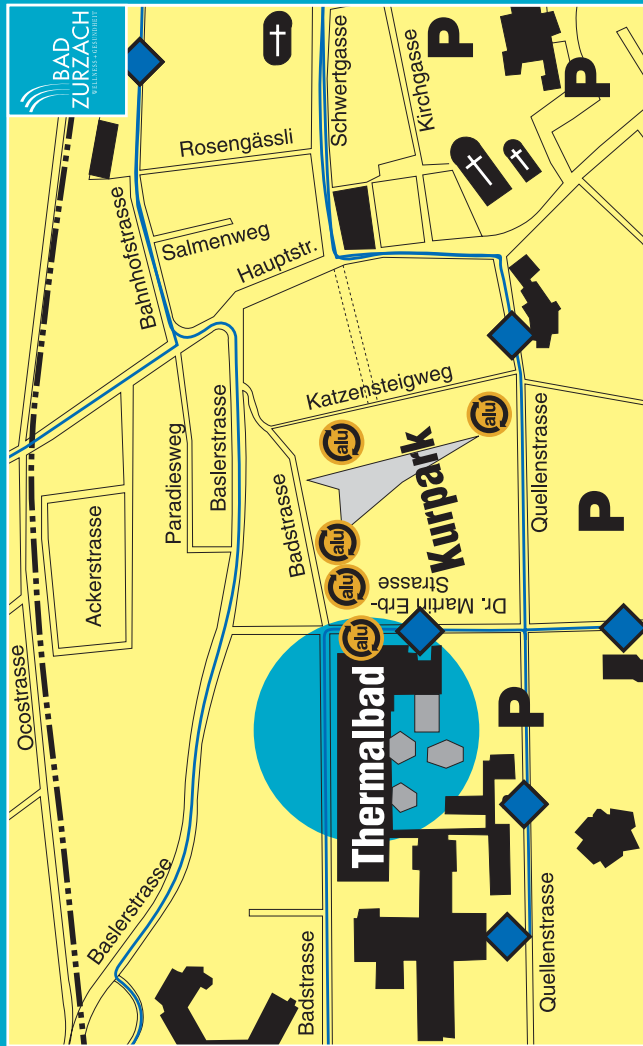 BAD
ZURZACH
WELLNESS+GESUNDHEIT
P
P
Schwertgasse
Kirchgasse
Rosengässli
Salmenweg
Hauptstr.
Bahnhofstrasse
Katzensteigweg
Paradiesweg
Baslerstrasse
Badstrasse
Ackerstrasse
Ocostrasse
alu
alu
alu
alu
alu
Kurpark
Quellenstrasse
P
Dr. Martin Erb-
Strasse
Thermalbad
P
Baslerstrasse
Badstrasse
Quellenstrasse